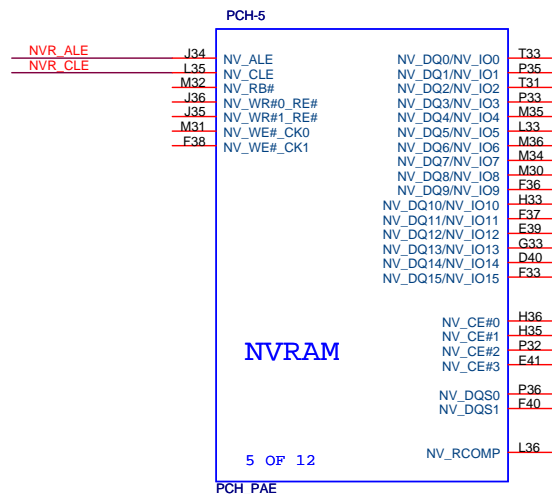 PCH-5
NVR_ALE J34 NV_ALE NV_DQ0/NV_IO0 T33
NVR_CLE L35 NV_CLE NV_DQ1/NV_IO1 P35
M32 NV_RB# NV_DQ2/NV_IO2 T31
J36 NV_WR#0_RE# NV_DQ3/NV_IO3 P33
J35 NV_WR#1_RE# NV_DQ4/NV_IO4 M35
M31 NV_WE#_CK0 NV_DQ5/NV_IO5 L33
F38 NV_WE#_CK1 NV_DQ6/NV_IO6 M36
NV_DQ7/NV_IO7 M34
NV_DQ8/NV_IO8 M30
NV_DQ9/NV_IO9 F36
NV_DQ10/NV_IO10 H33
NV_DQ11/NV_IO11 F37
NV_DQ12/NV_IO12 E39
NV_DQ13/NV_IO13 G33
NV_DQ14/NV_IO14 D40
NV_DQ15/NV_IO15 F33
NV_CE#0 H36
NV_CE#1 H35
NVRAM NV_CE#2 P32
NV_CE#3 E41
NV_DQS0 P36
NV_DQS1 F40
NV_RCOMP L36
5 OF 12
PCH_PAE